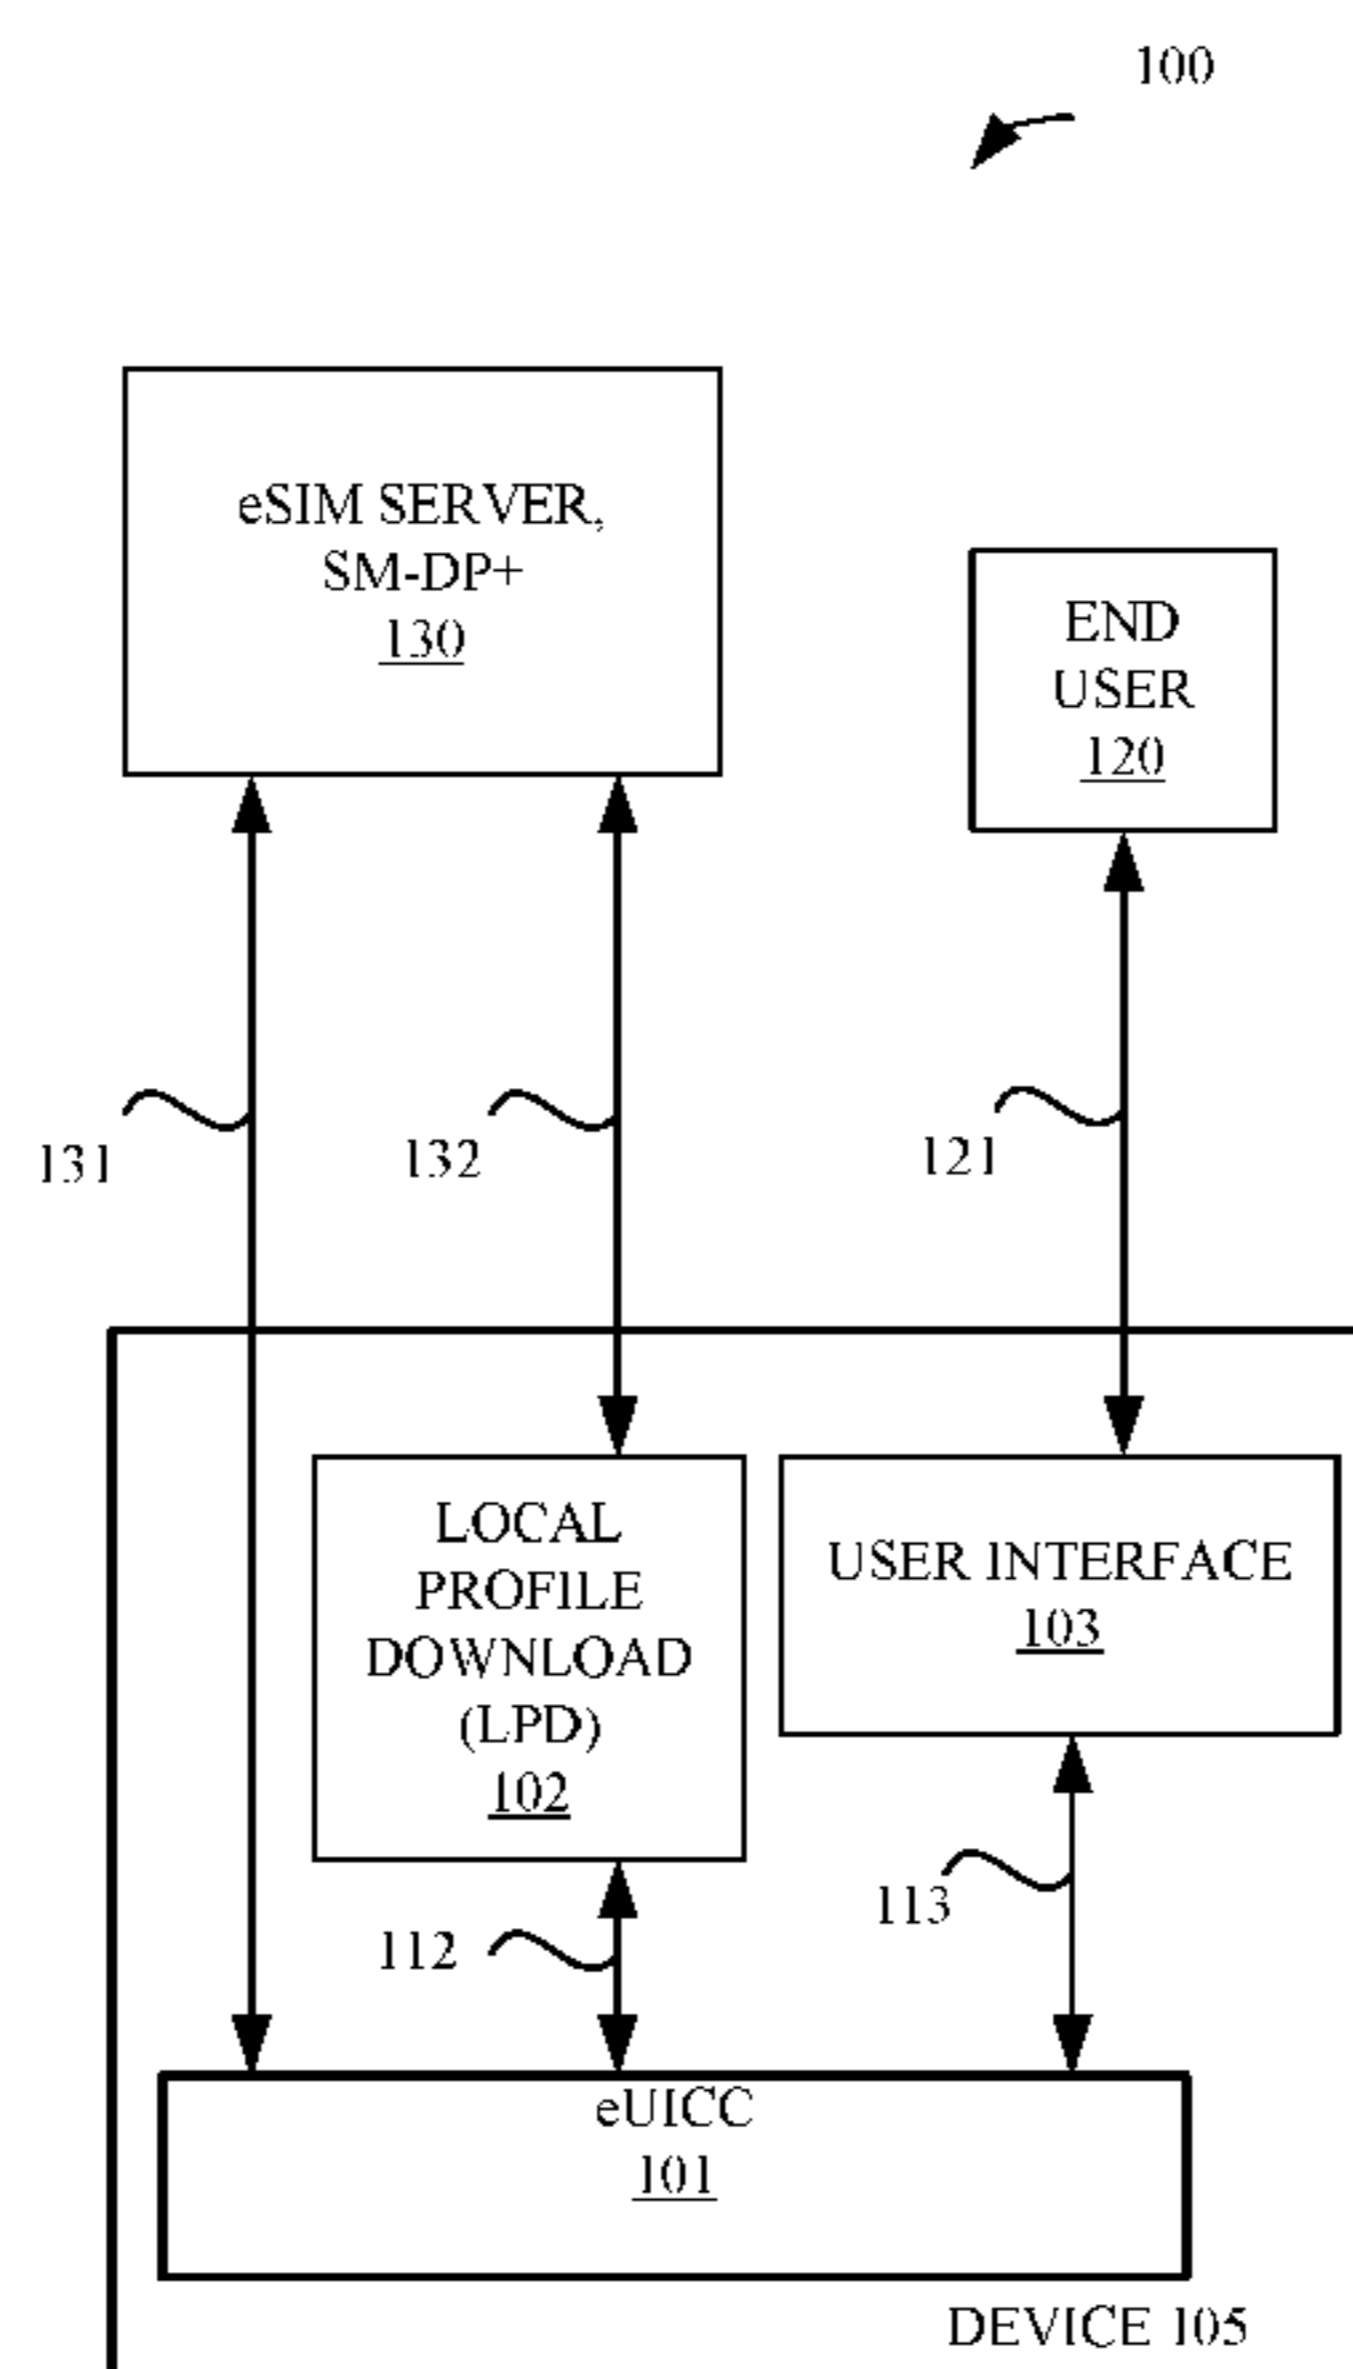 100
eSIM SERVER,
SM-DP+
130
END
USER
120
131
132
121
LOCAL
PROFILE
DOWNLOAD
(LPD)
102
USER INTERFACE
103
112
113
eUICC
101
DEVICE 105